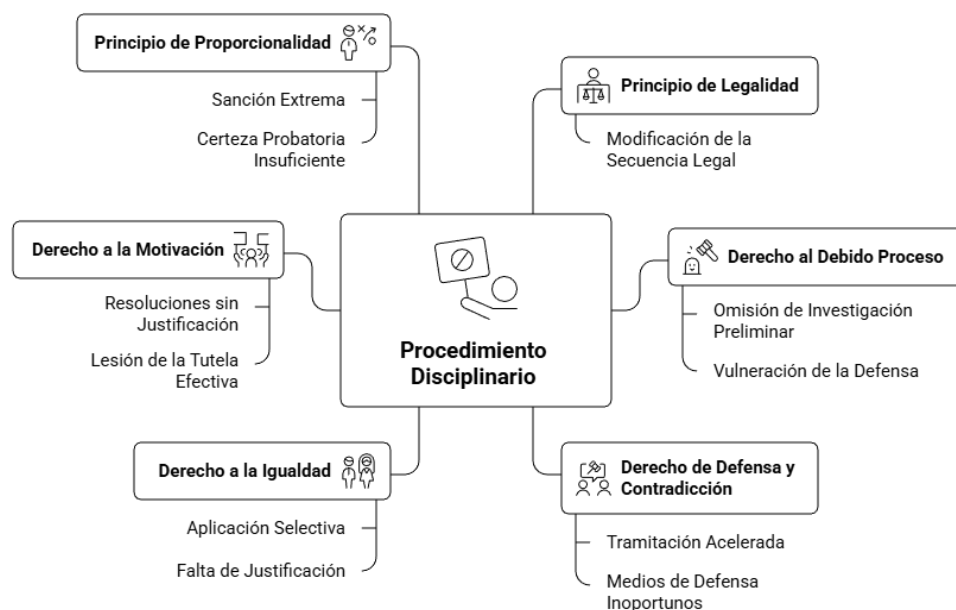 Principio de Proporcionalidad
Sanción Extrema
Certeza Probatoria
Insuficiente
Principio de Legalidad
Modificación de la
Secuencia Legal
Derecho a la Motivación
Resoluciones sin
Justificación
Lesión de la Tutela
Efectiva
Procedimiento
Disciplinario
Derecho al Debido Proceso
Omisión de Investigación
Preliminar
Vulneración de la Defensa
Derecho a la Igualdad
Aplicación Selectiva
Falta de Justificación
Derecho de Defensa y
Contradicción
Tramitación Acelerada
Medios de Defensa
Inoportunos